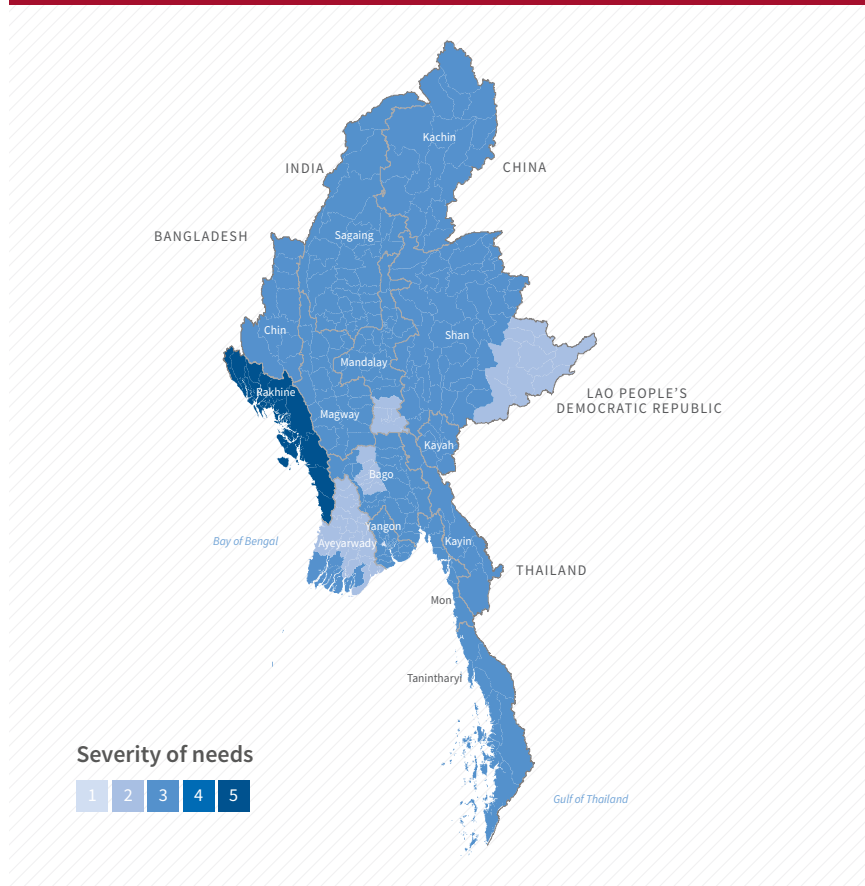 Kachin
INDIA
CHINA
Sagaing
BANGLADESH
Chin
Shan
Mandalay
Rakhine
LAO PEOPLE'S
DEMOCRATIC REPUBLIC
Magway
Kayah
Bago
Yangon
Bay of Bengal
Ayeyarwady
Kayin
THAILAND
Mon
Tanintharyi
Severity of needs
1 2 3 4 5
Gulf of Thailand